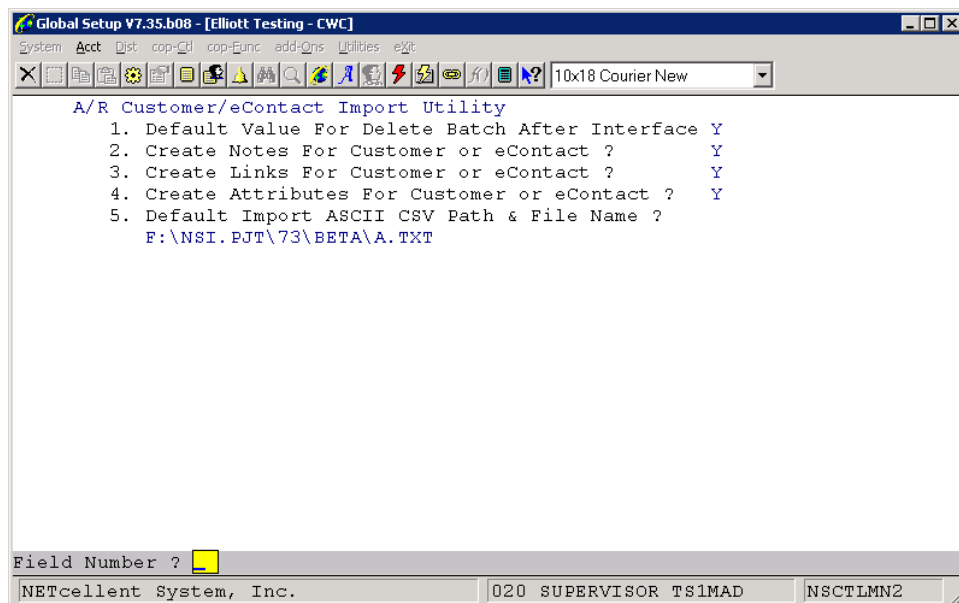 Global Setup V7.35.b08 - [Elliott Testing - CWC]
System Acct Dist cop-Ctl cop-Func add-Ons Utilities eXit
10x18 Courier New
A/R Customer/eContact Import Utility
1. Default Value For Delete Batch After Interface Y
2. Create Notes For Customer or eContact ? Y
3. Create Links For Customer or eContact ? Y
4. Create Attributes For Customer or eContact ? Y
5. Default Import ASCII CSV Path & File Name ?
F:\NSI.PJT\73\BETA\A.TXT
Field Number ?
NETcellent System, Inc. 020 SUPERVISOR TS1MAD NSCTLMN2